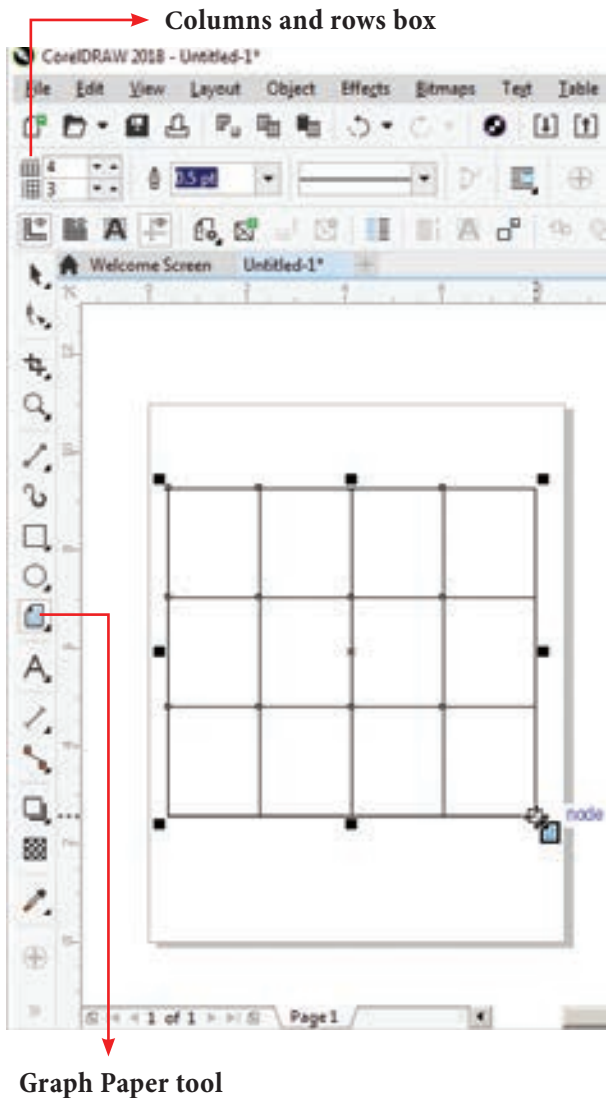 Columns and rows box
CorelDRAW 2018 - Untitled-1*
File Edit View Layout Object Effects Bitmaps Text Table
4
3
0.5 pt
Welcome Screen Untitled-1*
node
1 of 1 Page 1
Graph Paper tool